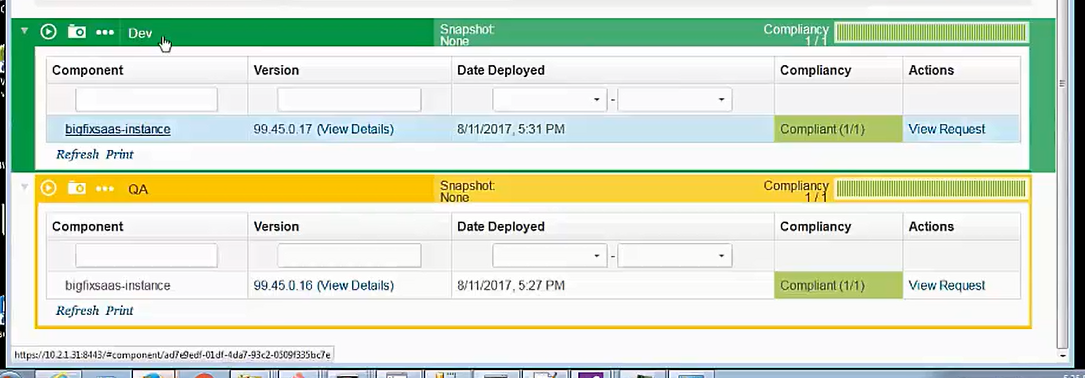 Dev
Snapshot:
None
Compliancy
1 / 1
Component Version Date Deployed Compliancy Actions
-
bigfixsaas-instance 99.45.0.17 (View Details) 8/11/2017, 5:31 PM Compliant (1/1) View Request
Refresh Print
QA
Snapshot:
None
Compliancy
1 / 1
Component Version Date Deployed Compliancy Actions
-
bigfixsaas-instance 99.45.0.16 (View Details) 8/11/2017, 5:27 PM Compliant (1/1) View Request
Refresh Print
https://10.2.1.31:8443/#component/ad7e9edf-01df-4da7-93c2-0509f335bc7e